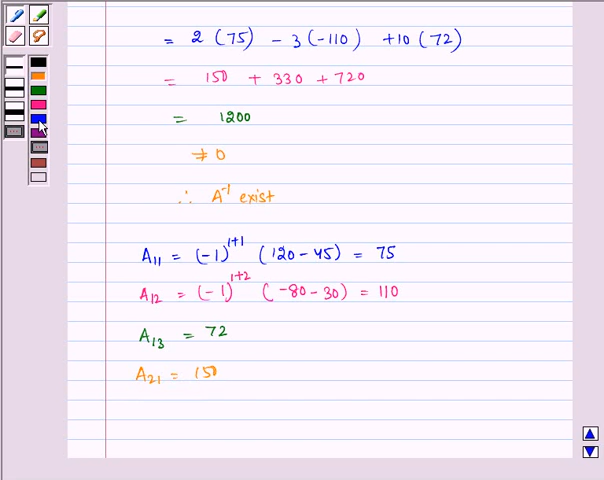 = 2 (75) - 3 (-110) + 10 (72)
= 150 + 330 + 720
= 1200
≠ 0
∴ A⁻¹ exist
A₁₁ = (-1)¹⁺¹ (120 - 45) = 75
A₁₂ = (-1)¹⁺² (-80 - 30) = 110
A₁₃ = 72
A₂₁ = 150